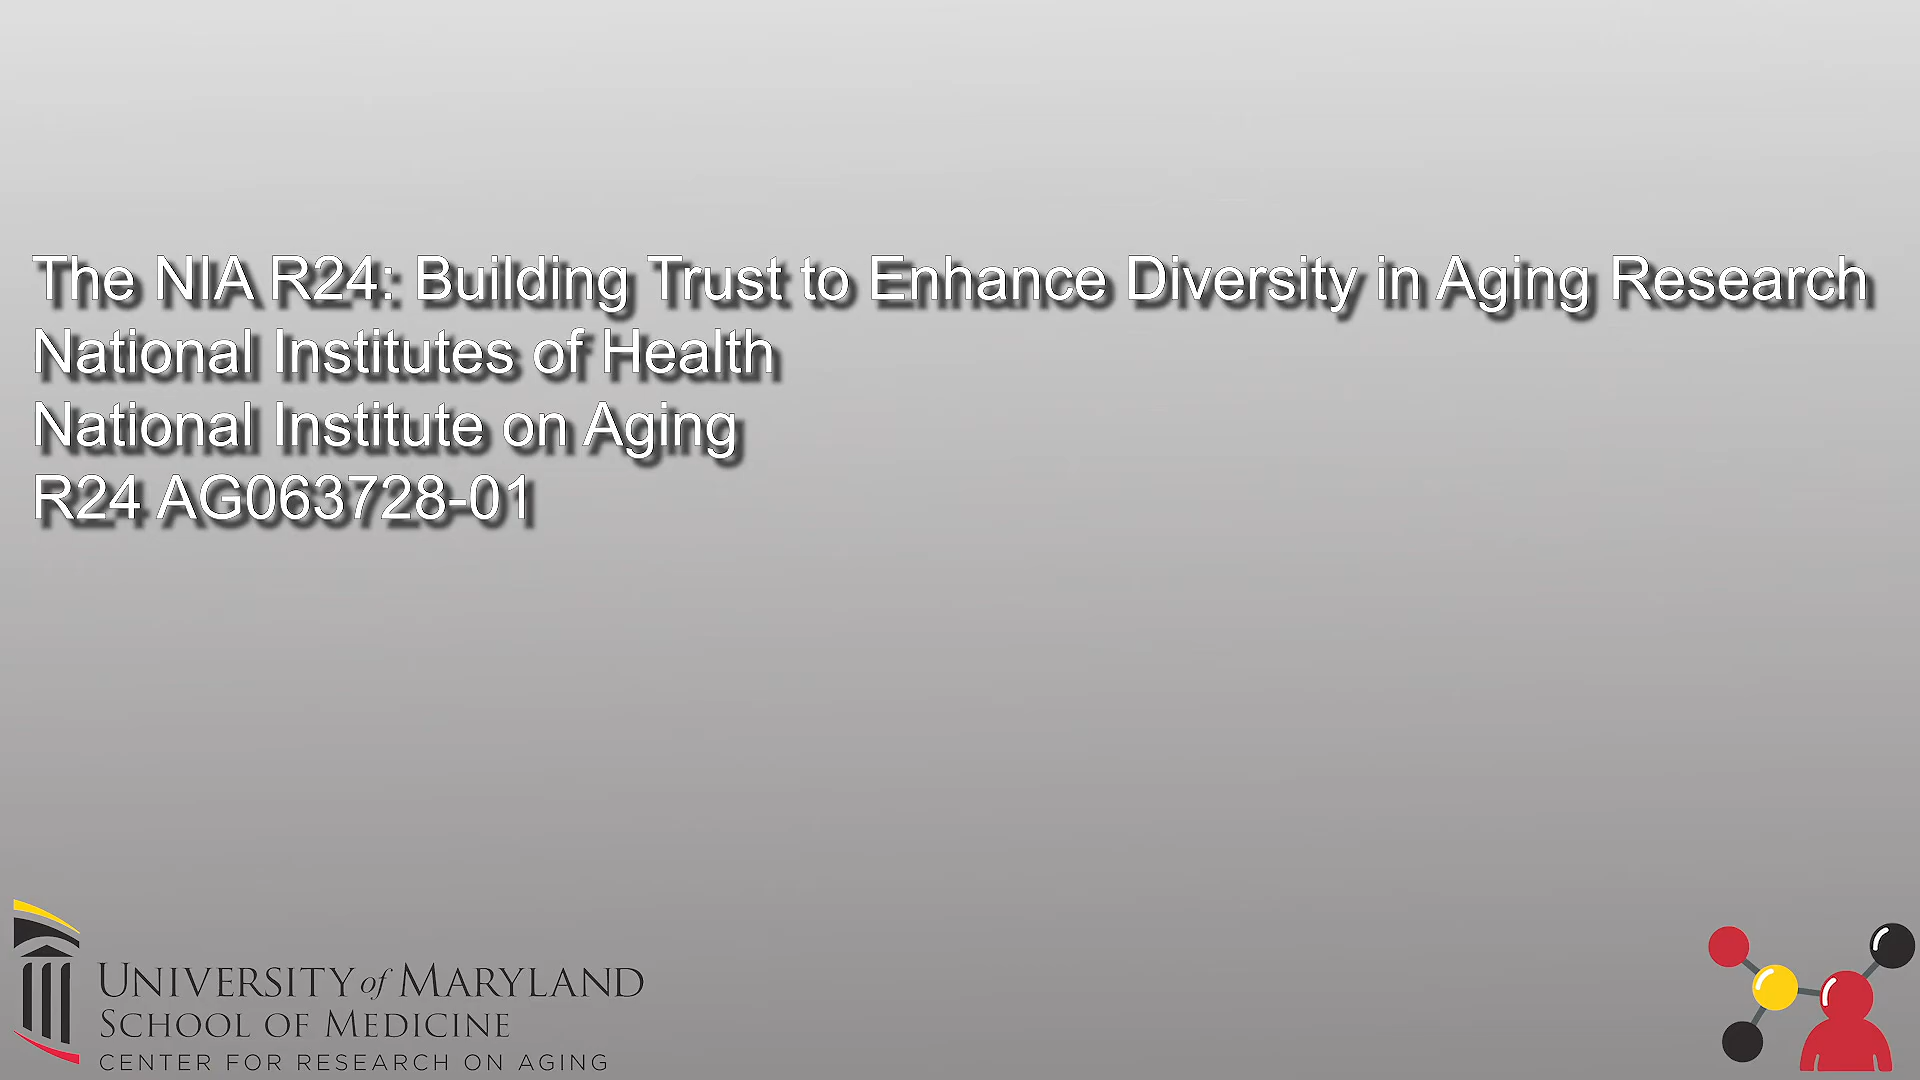 The NIA R24: Building Trust to Enhance Diversity in Aging Research
National Institutes of Health
National Institute on Aging
R24 AG063728-01
UNIVERSITY of MARYLAND
SCHOOL OF MEDICINE
CENTER FOR RESEARCH ON AGING